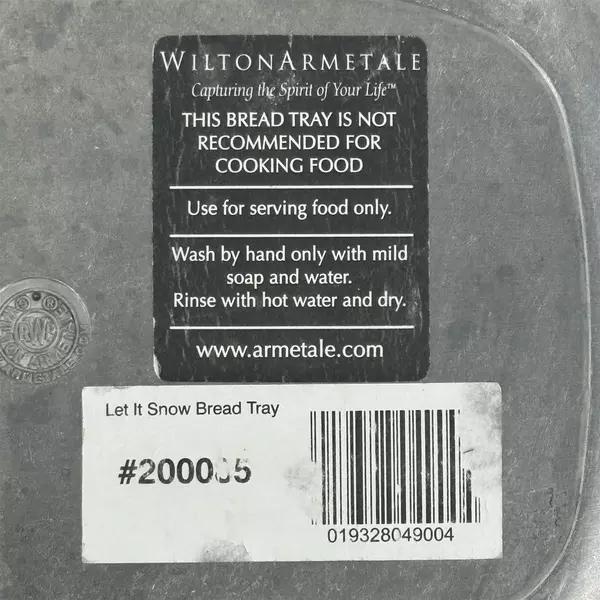 WILTONARMETALE
Capturing the Spirit of Your Life™
THIS BREAD TRAY IS NOT
RECOMMENDED FOR
COOKING FOOD
Use for serving food only.
Wash by hand only with mild
soap and water.
Rinse with hot water and dry.
www.armetale.com
RWP
Let It Snow Bread Tray
019328049004